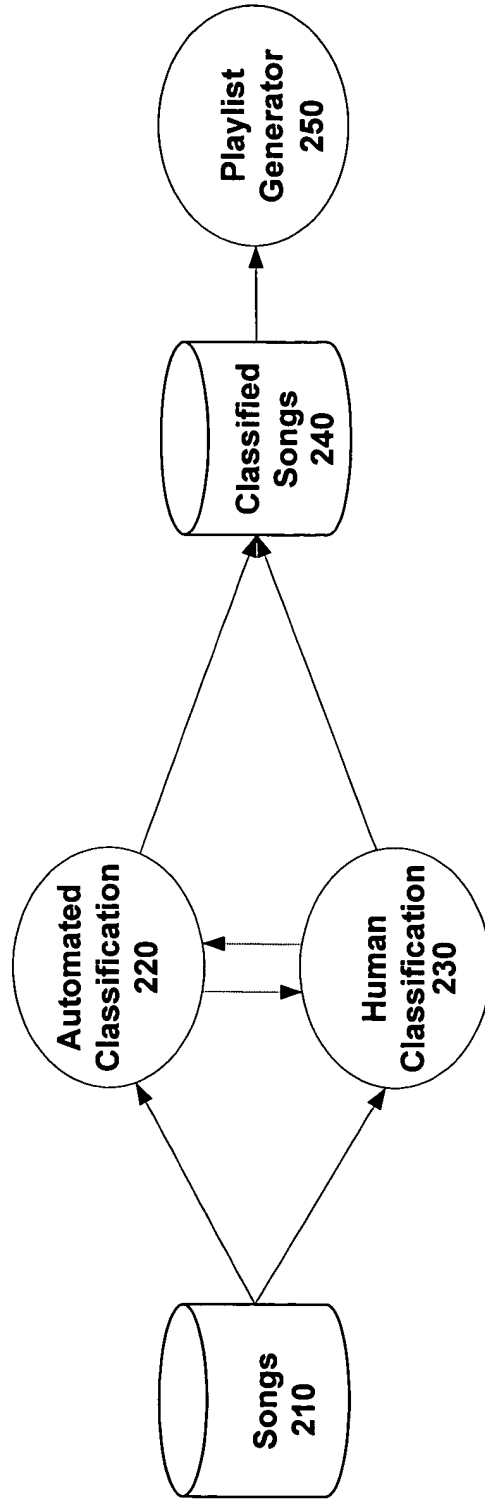 Songs
210
Automated
Classification
220
Human
Classification
230
Classified
Songs
240
Playlist
Generator
250